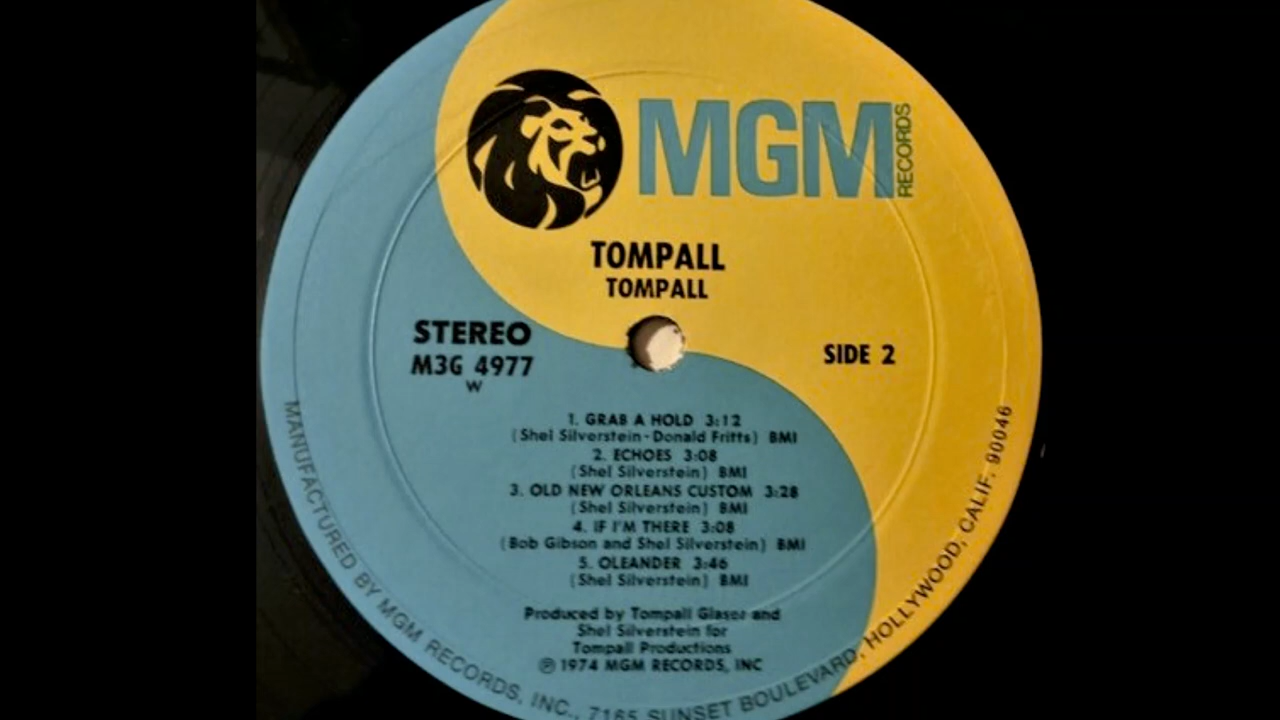 MGM
RECORDS
TOMPALL
TOMPALL
STEREO
M3G 4977
W
SIDE 2
1. GRAB A HOLD 3:12
(Shel Silverstein-Donald Fritts) BMI
2. ECHOES 3:08
(Shel Silverstein) BMI
3. OLD NEW ORLEANS CUSTOM 3:28
(Shel Silverstein) BMI
4. IF I'M THERE 3:08
(Bob Gibson and Shel Silverstein) BMI
5. OLEANDER 3:46
(Shel Silverstein) BMI
Produced by Tompall Glaser and
Shel Silverstein for
Tompall Productions
℗ 1974 MGM RECORDS, INC
MANUFACTURED BY MGM RECORDS, INC., 7165 SUNSET BOULEVARD, HOLLYWOOD, CALIF. 90046